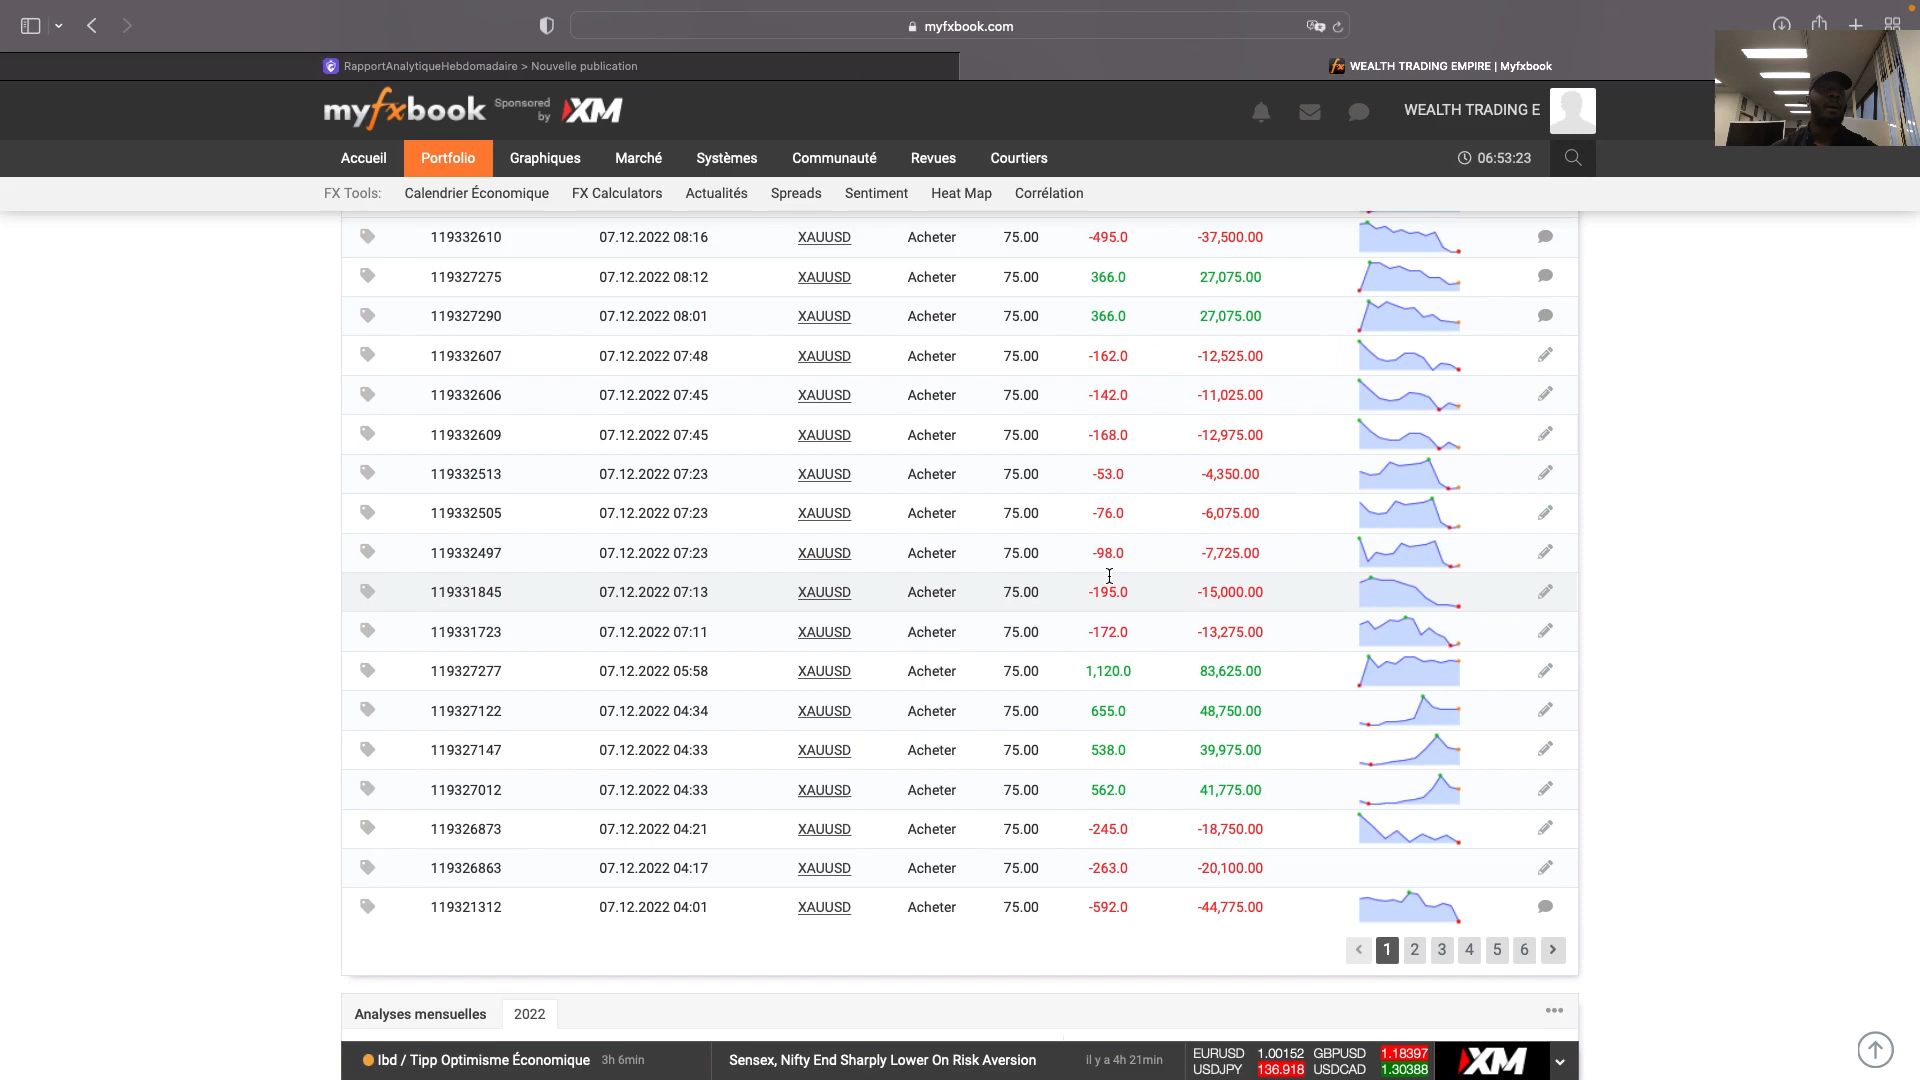 myfxbook.com
RapportAnalytiqueHebdomadaire > Nouvelle publication
WEALTH TRADING EMPIRE | Myfxbook
myfxbook Sponsored by XM
WEALTH TRADING E
Accueil Portfolio Graphiques Marché Systèmes Communauté Revues Courtiers 06:53:23
FX Tools: Calendrier Économique FX Calculators Actualités Spreads Sentiment Heat Map Corrélation
119332610 07.12.2022 08:16 XAUUSD Acheter 75.00 -495.0 -37,500.00
119327275 07.12.2022 08:12 XAUUSD Acheter 75.00 366.0 27,075.00
119327290 07.12.2022 08:01 XAUUSD Acheter 75.00 366.0 27,075.00
119332607 07.12.2022 07:48 XAUUSD Acheter 75.00 -162.0 -12,525.00
119332606 07.12.2022 07:45 XAUUSD Acheter 75.00 -142.0 -11,025.00
119332609 07.12.2022 07:45 XAUUSD Acheter 75.00 -168.0 -12,975.00
119332513 07.12.2022 07:23 XAUUSD Acheter 75.00 -53.0 -4,350.00
119332505 07.12.2022 07:23 XAUUSD Acheter 75.00 -76.0 -6,075.00
119332497 07.12.2022 07:23 XAUUSD Acheter 75.00 -98.0 -7,725.00
119331845 07.12.2022 07:13 XAUUSD Acheter 75.00 -195.0 -15,000.00
119331723 07.12.2022 07:11 XAUUSD Acheter 75.00 -172.0 -13,275.00
119327277 07.12.2022 05:58 XAUUSD Acheter 75.00 1,120.0 83,625.00
119327122 07.12.2022 04:34 XAUUSD Acheter 75.00 655.0 48,750.00
119327147 07.12.2022 04:33 XAUUSD Acheter 75.00 538.0 39,975.00
119327012 07.12.2022 04:33 XAUUSD Acheter 75.00 562.0 41,775.00
119326873 07.12.2022 04:21 XAUUSD Acheter 75.00 -245.0 -18,750.00
119326863 07.12.2022 04:17 XAUUSD Acheter 75.00 -263.0 -20,100.00
119321312 07.12.2022 04:01 XAUUSD Acheter 75.00 -592.0 -44,775.00
< 1 2 3 4 5 6 >
Analyses mensuelles 2022
Ibd / Tipp Optimisme Économique 3h 6min Sensex, Nifty End Sharply Lower On Risk Aversion il y a 4h 21min
EURUSD 1.00152 GBPUSD 1.18397
USDJPY 136.918 USDCAD 1.30388
XM